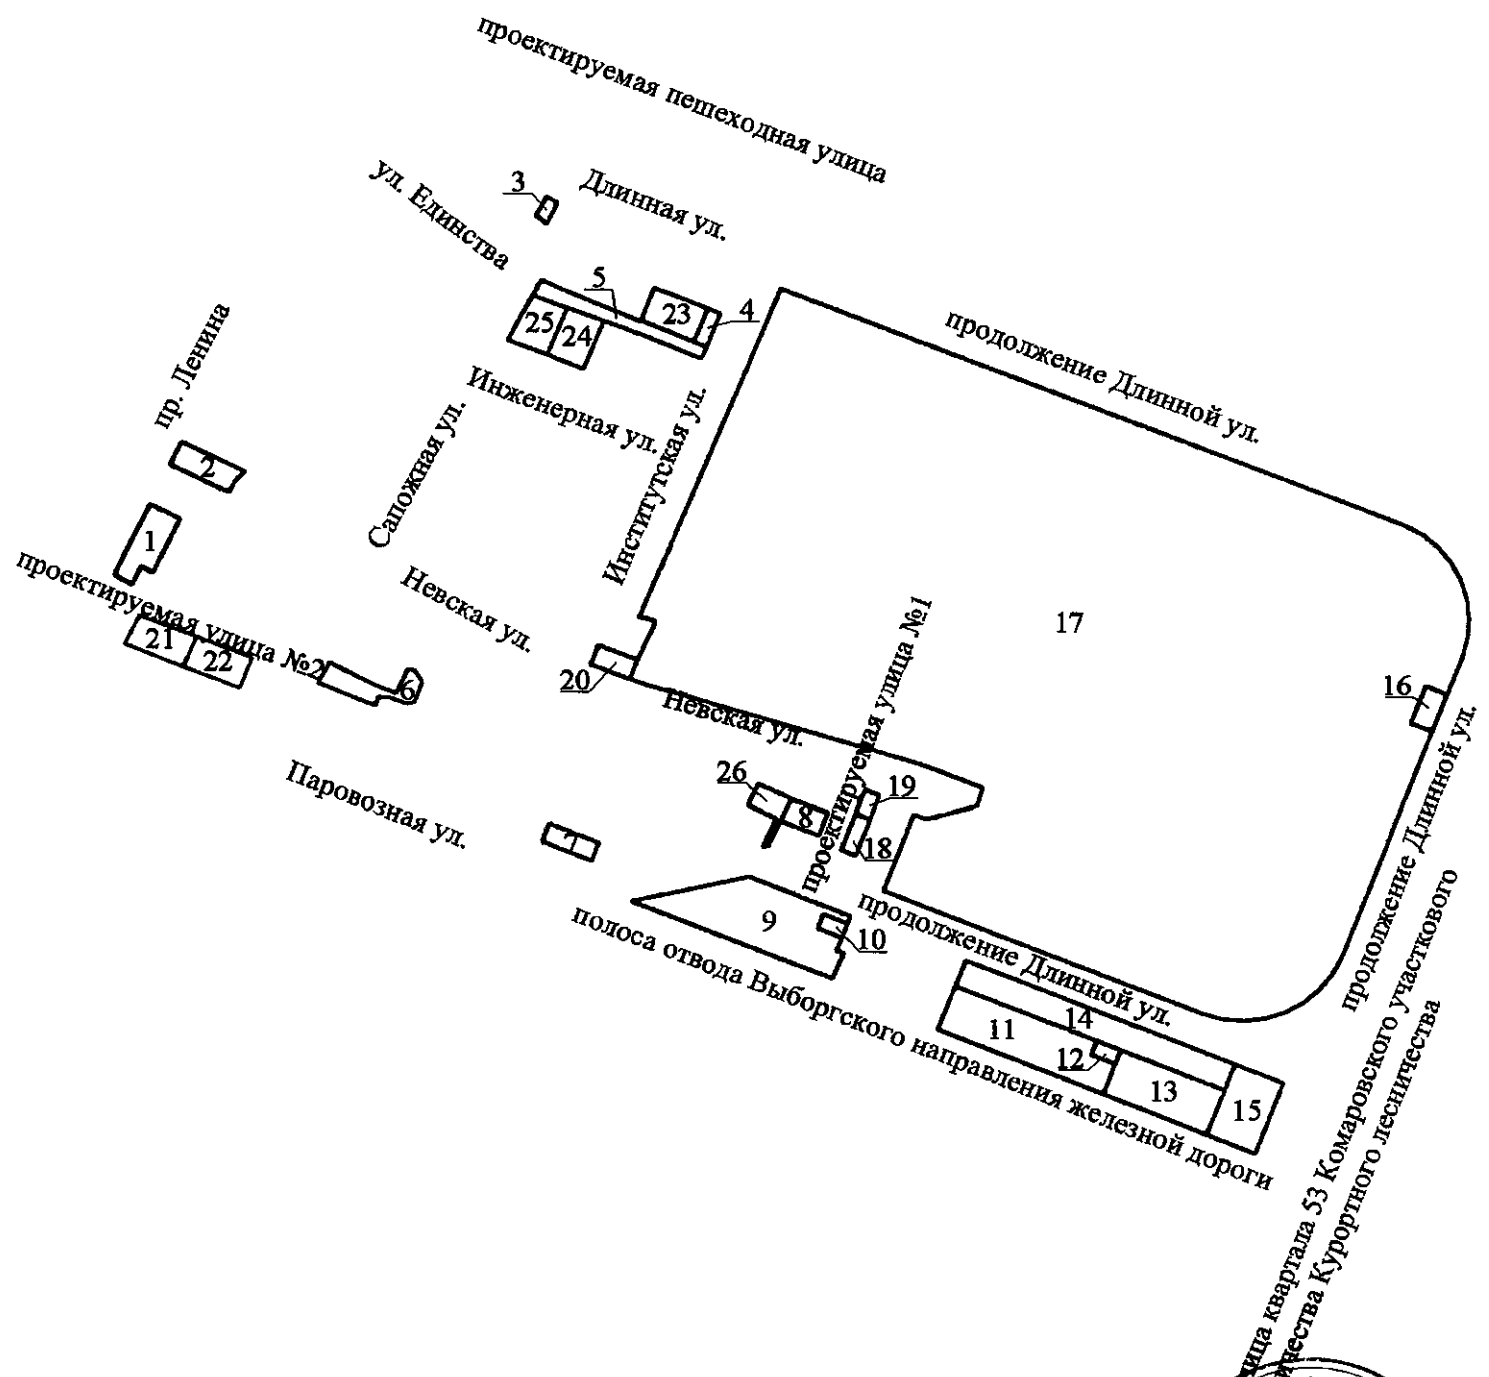 проектируемая пешеходная улица
ул. Единства
3
Длинная ул.
5
23
4
25
24
пр. Ленина
продолжение Длинной ул.
Инженерная ул.
Сапожная ул.
Институтская ул.
2
1
проектируемая улица №2
21
22
Невская ул.
6
20
17
16
Невская ул.
проектируемая улица №1
26
8
19
18
Паровозная ул.
7
9
10
продолжение Длинной ул.
продолжение Длинной ул.
полоса отвода Выборгского направления железной дороги
11
14
12
13
15
квартала 53 Комаровского участкового
Курортного лесничества